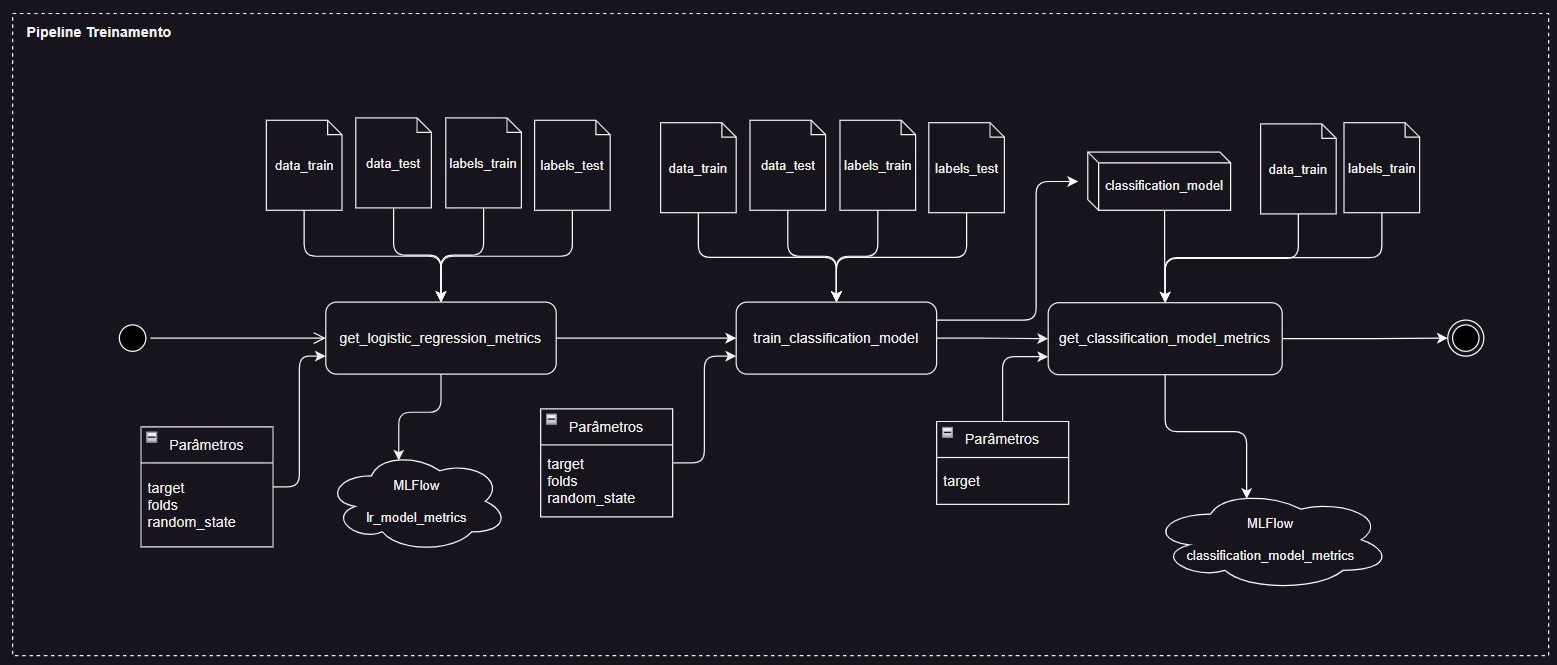 Pipeline Treinamento
data_train
data_test
labels_train
labels_test
data_train
data_test
labels_train
labels_test
classification_model
data_train
labels_train
get_logistic_regression_metrics
train_classification_model
get_classification_model_metrics
Parâmetros
target
folds
random_state
MLFlow
lr_model_metrics
Parâmetros
target
folds
random_state
Parâmetros
target
MLFlow
classification_model_metrics